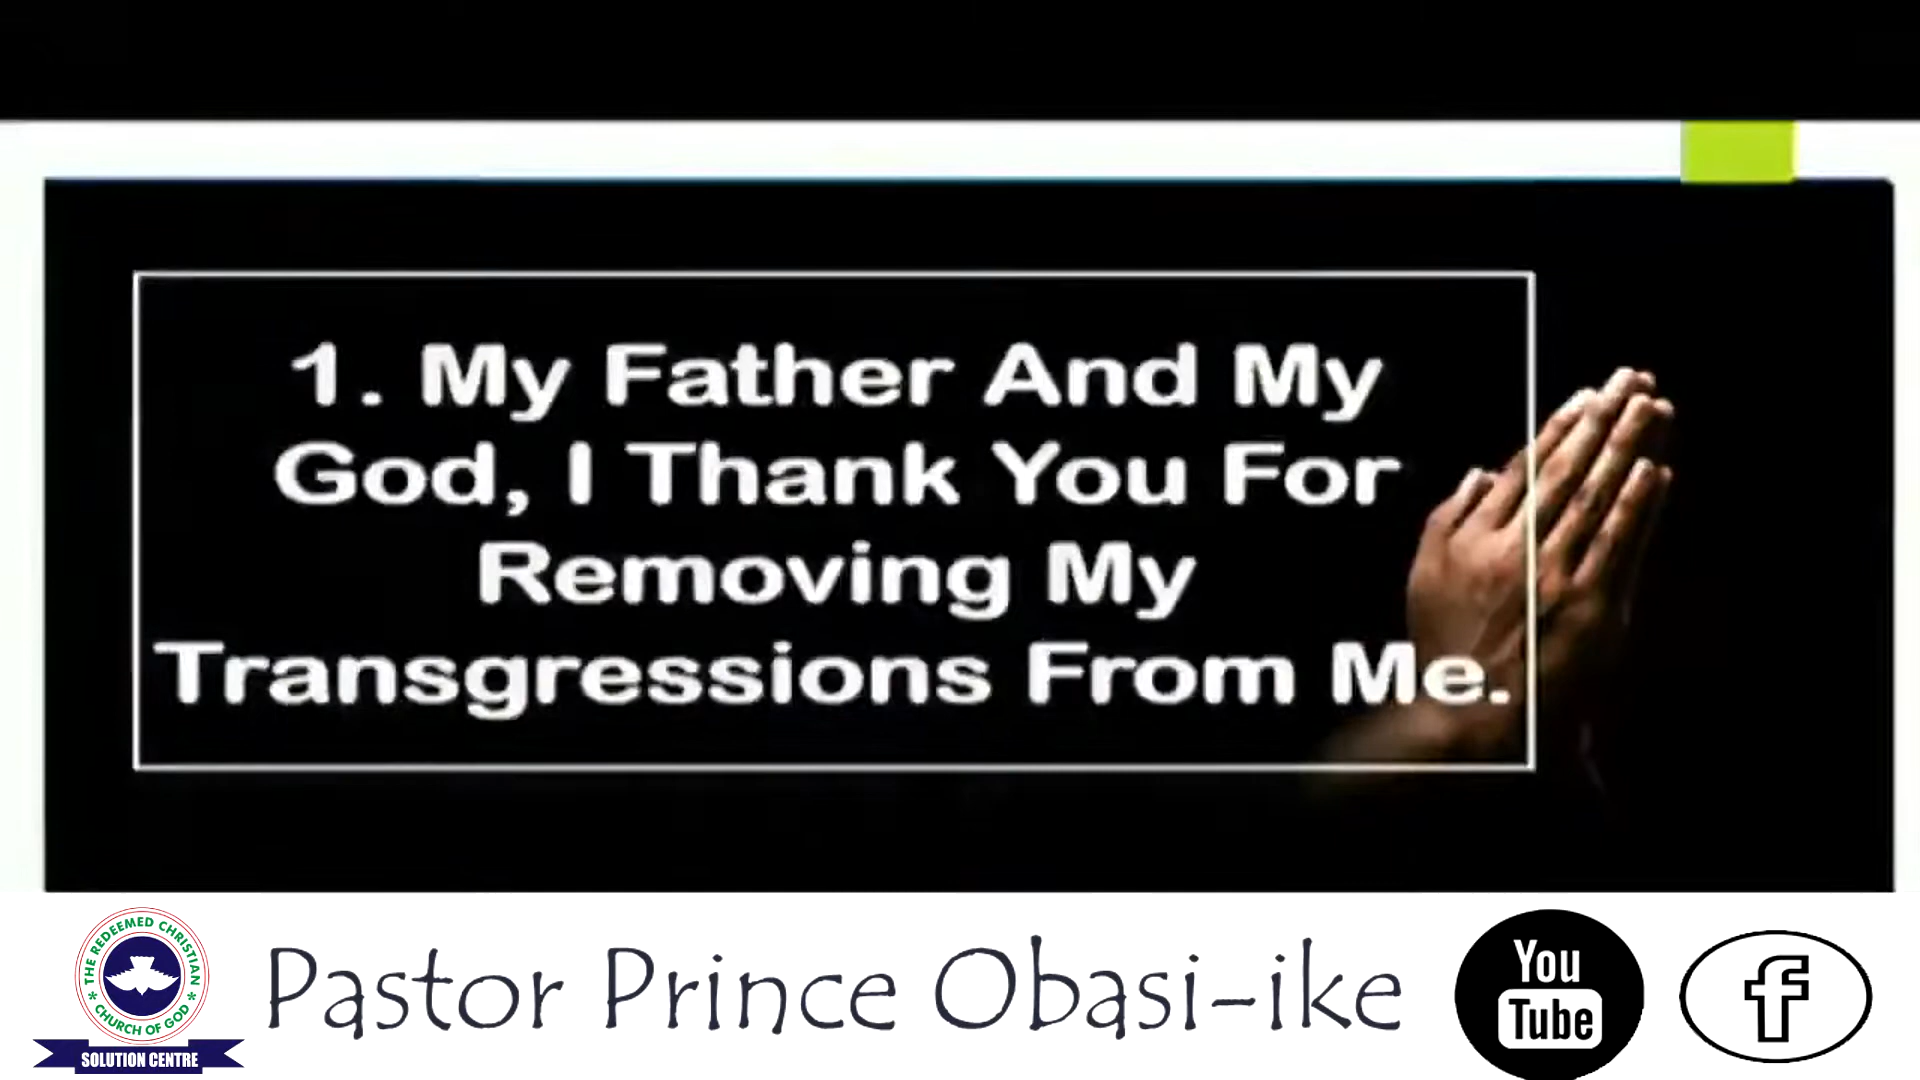 1. My Father And My
God, I Thank You For
Removing My
Transgressions From Me.
THE REDEEMED CHRISTIAN
* CHURCH OF GOD *
SOLUTION CENTRE
Pastor Prince Obasi-ike
You
Tube
f